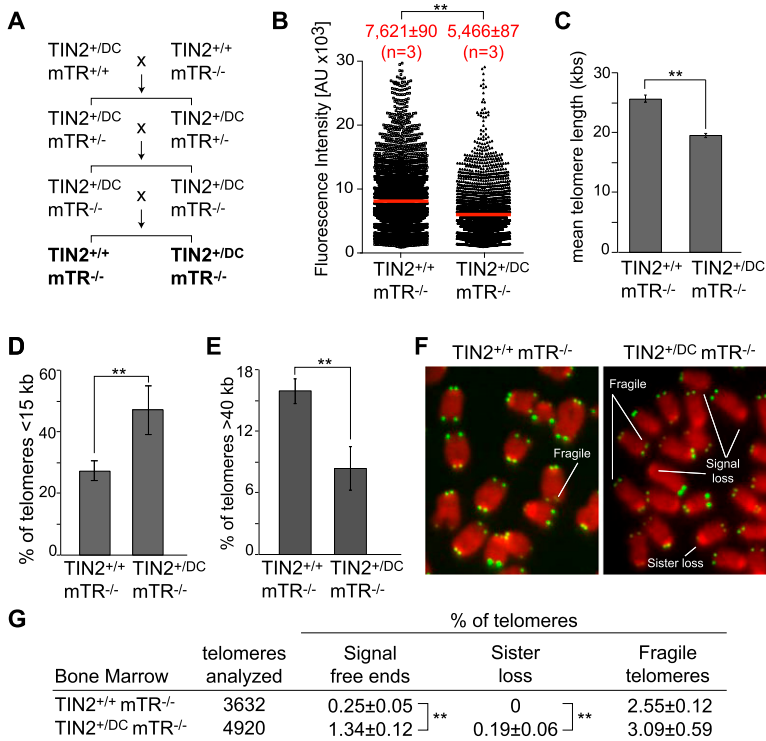 A
TIN2+/DC TIN2+/+
x
mTR+/+ mTR-/-
TIN2+/DC TIN2+/DC
x
mTR+/- mTR+/-
TIN2+/DC TIN2+/DC
x
mTR-/- mTR-/-
TIN2+/+ TIN2+/DC
mTR-/- mTR-/-
B
**
7,621±90 5,466±87
(n=3) (n=3)
Fluorescence Intensity [AU x10³]
30
20
10
0
TIN2+/+ TIN2+/DC
mTR-/- mTR-/-
C
mean telomere length (kbs)
**
30
20
10
0
TIN2+/+ TIN2+/DC
mTR-/- mTR-/-
D
% of telomeres <15 kb
**
60
40
20
0
TIN2+/+ TIN2+/DC
mTR-/- mTR-/-
E
% of telomeres >40 kb
**
18
12
6
0
TIN2+/+ TIN2+/DC
mTR-/- mTR-/-
F
TIN2+/+ mTR-/- TIN2+/DC mTR-/-
Fragile
Fragile
Signal
loss
Sister loss
G
% of telomeres
Bone Marrow
telomeres
analyzed
Signal
free ends
Sister
loss
Fragile
telomeres
TIN2+/+ mTR-/- 3632 0.25±0.05 0 2.55±0.12
** **
TIN2+/DC mTR-/- 4920 1.34±0.12 0.19±0.06 3.09±0.59